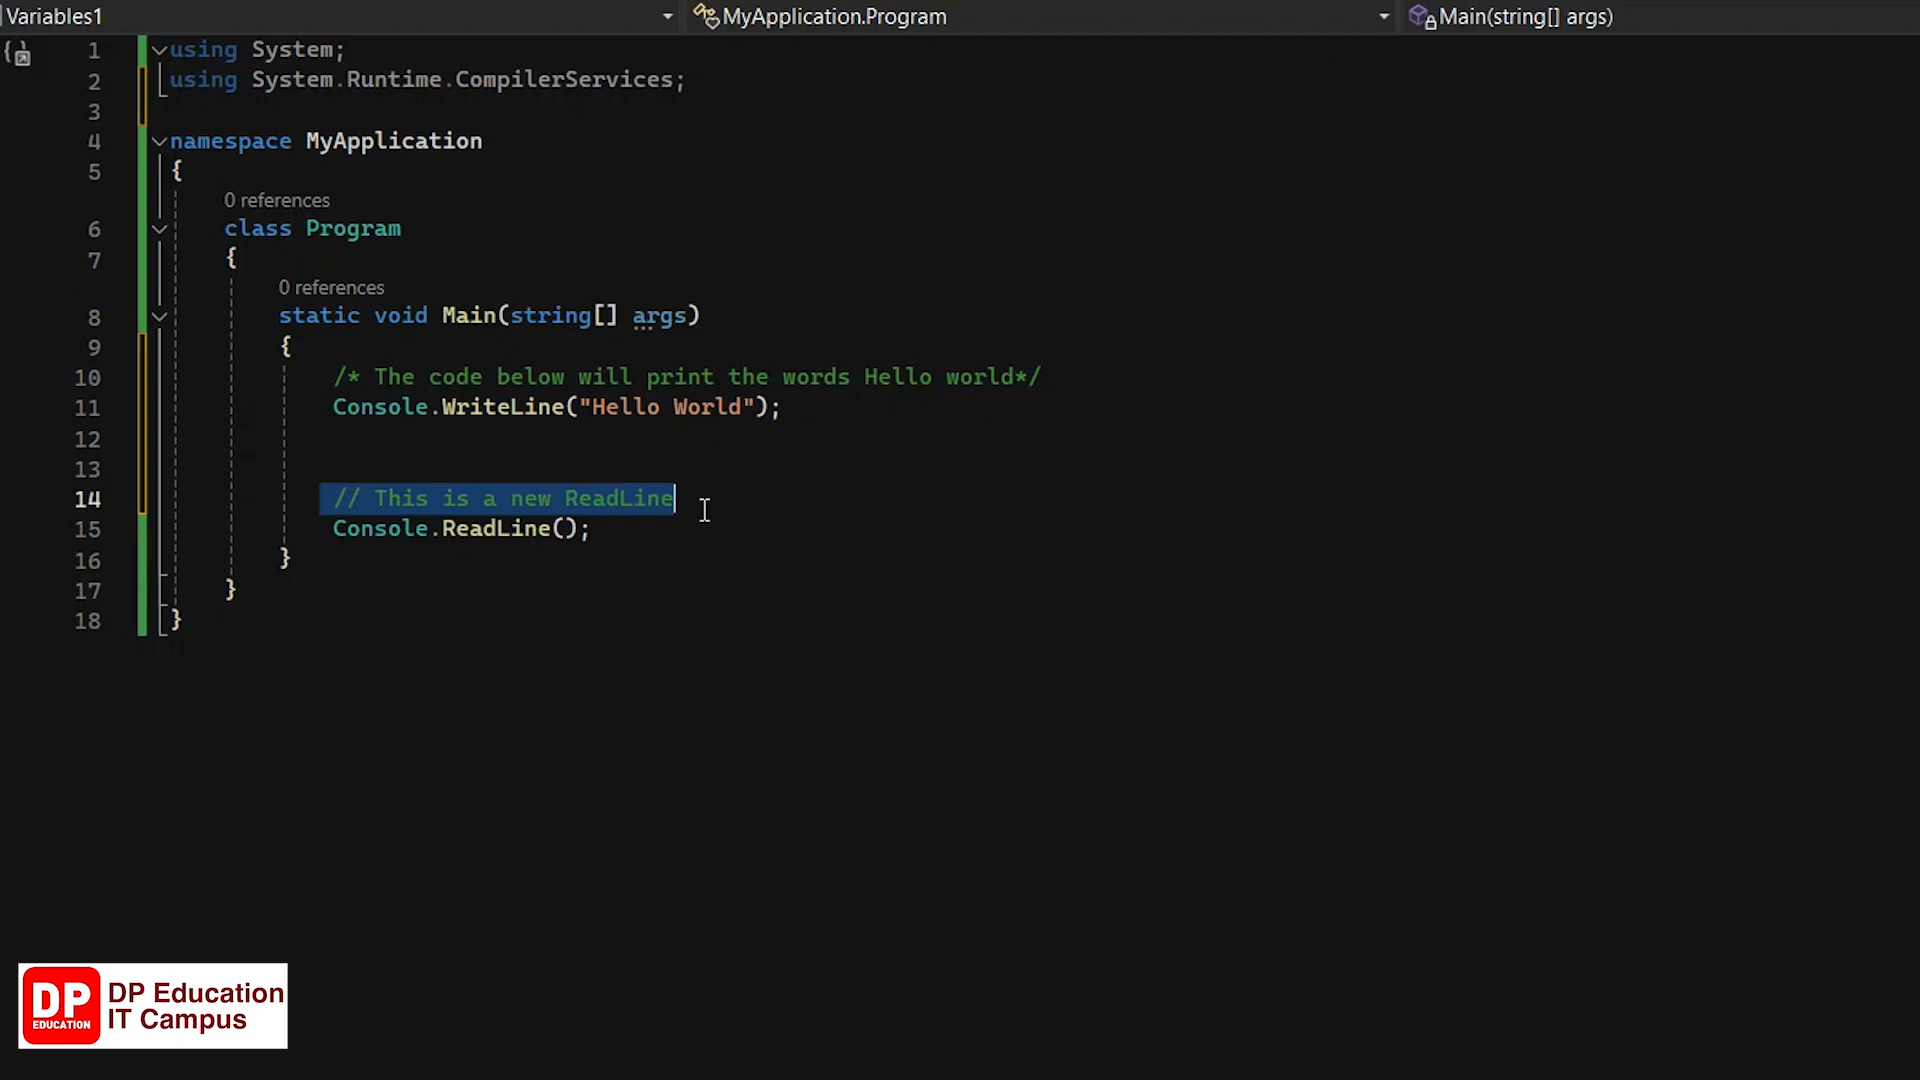 Variables1 MyApplication.Program Main(string[] args)
1 using System;
2 using System.Runtime.CompilerServices;
3
4 namespace MyApplication
5 {
0 references
6 class Program
7 {
0 references
8 static void Main(string[] args)
9 {
10 /* The code below will print the words Hello world*/
11 Console.WriteLine("Hello World");
12
13
14 // This is a new ReadLine
15 Console.ReadLine();
16 }
17 }
18 }
DP EDUCATION
DP Education
IT Campus